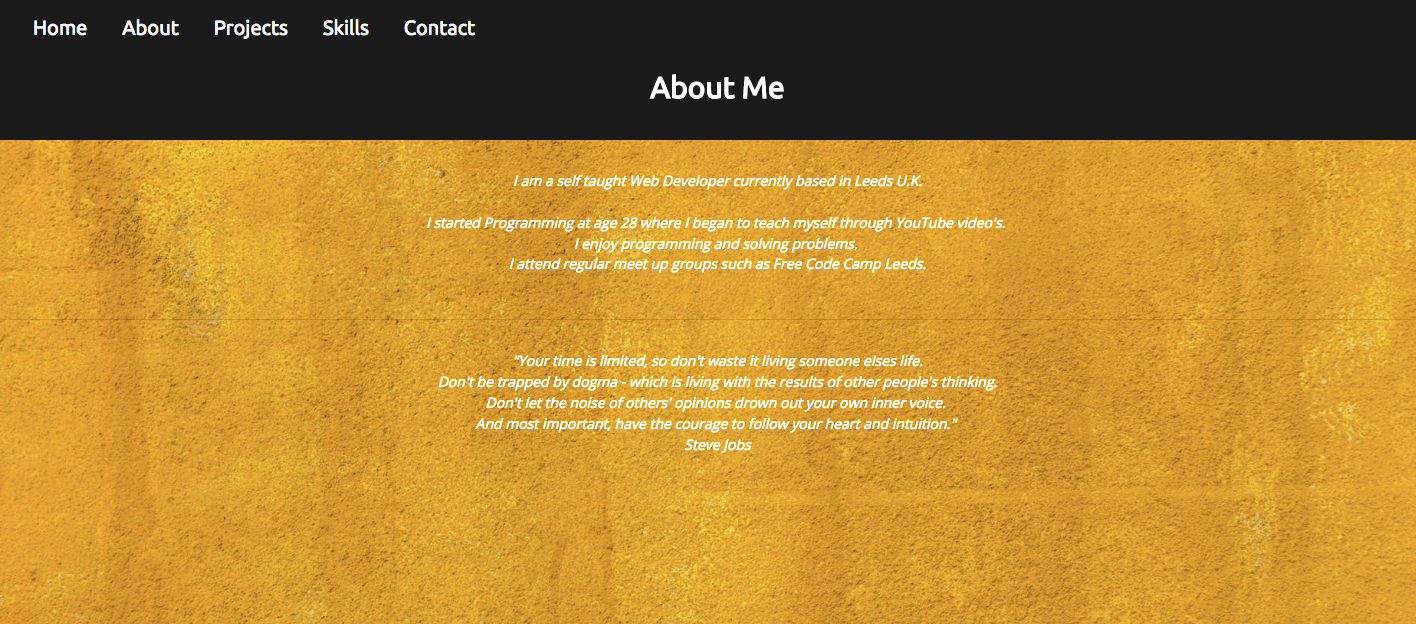 Home About Projects Skills Contact
About Me
I am a self taught Web Developer currently based in Leeds U.K.
I started Programming at age 28 where I began to teach myself through YouTube video's.
I enjoy programming and solving problems.
I attend regular meet up groups such as Free Code Camp Leeds.
"Your time is limited, so don't waste it living someone elses life.
Don't be trapped by dogma - which is living with the results of other people's thinking.
Don't let the noise of others' opinions drown out your own inner voice.
And most important, have the courage to follow your heart and intuition."
Steve Jobs